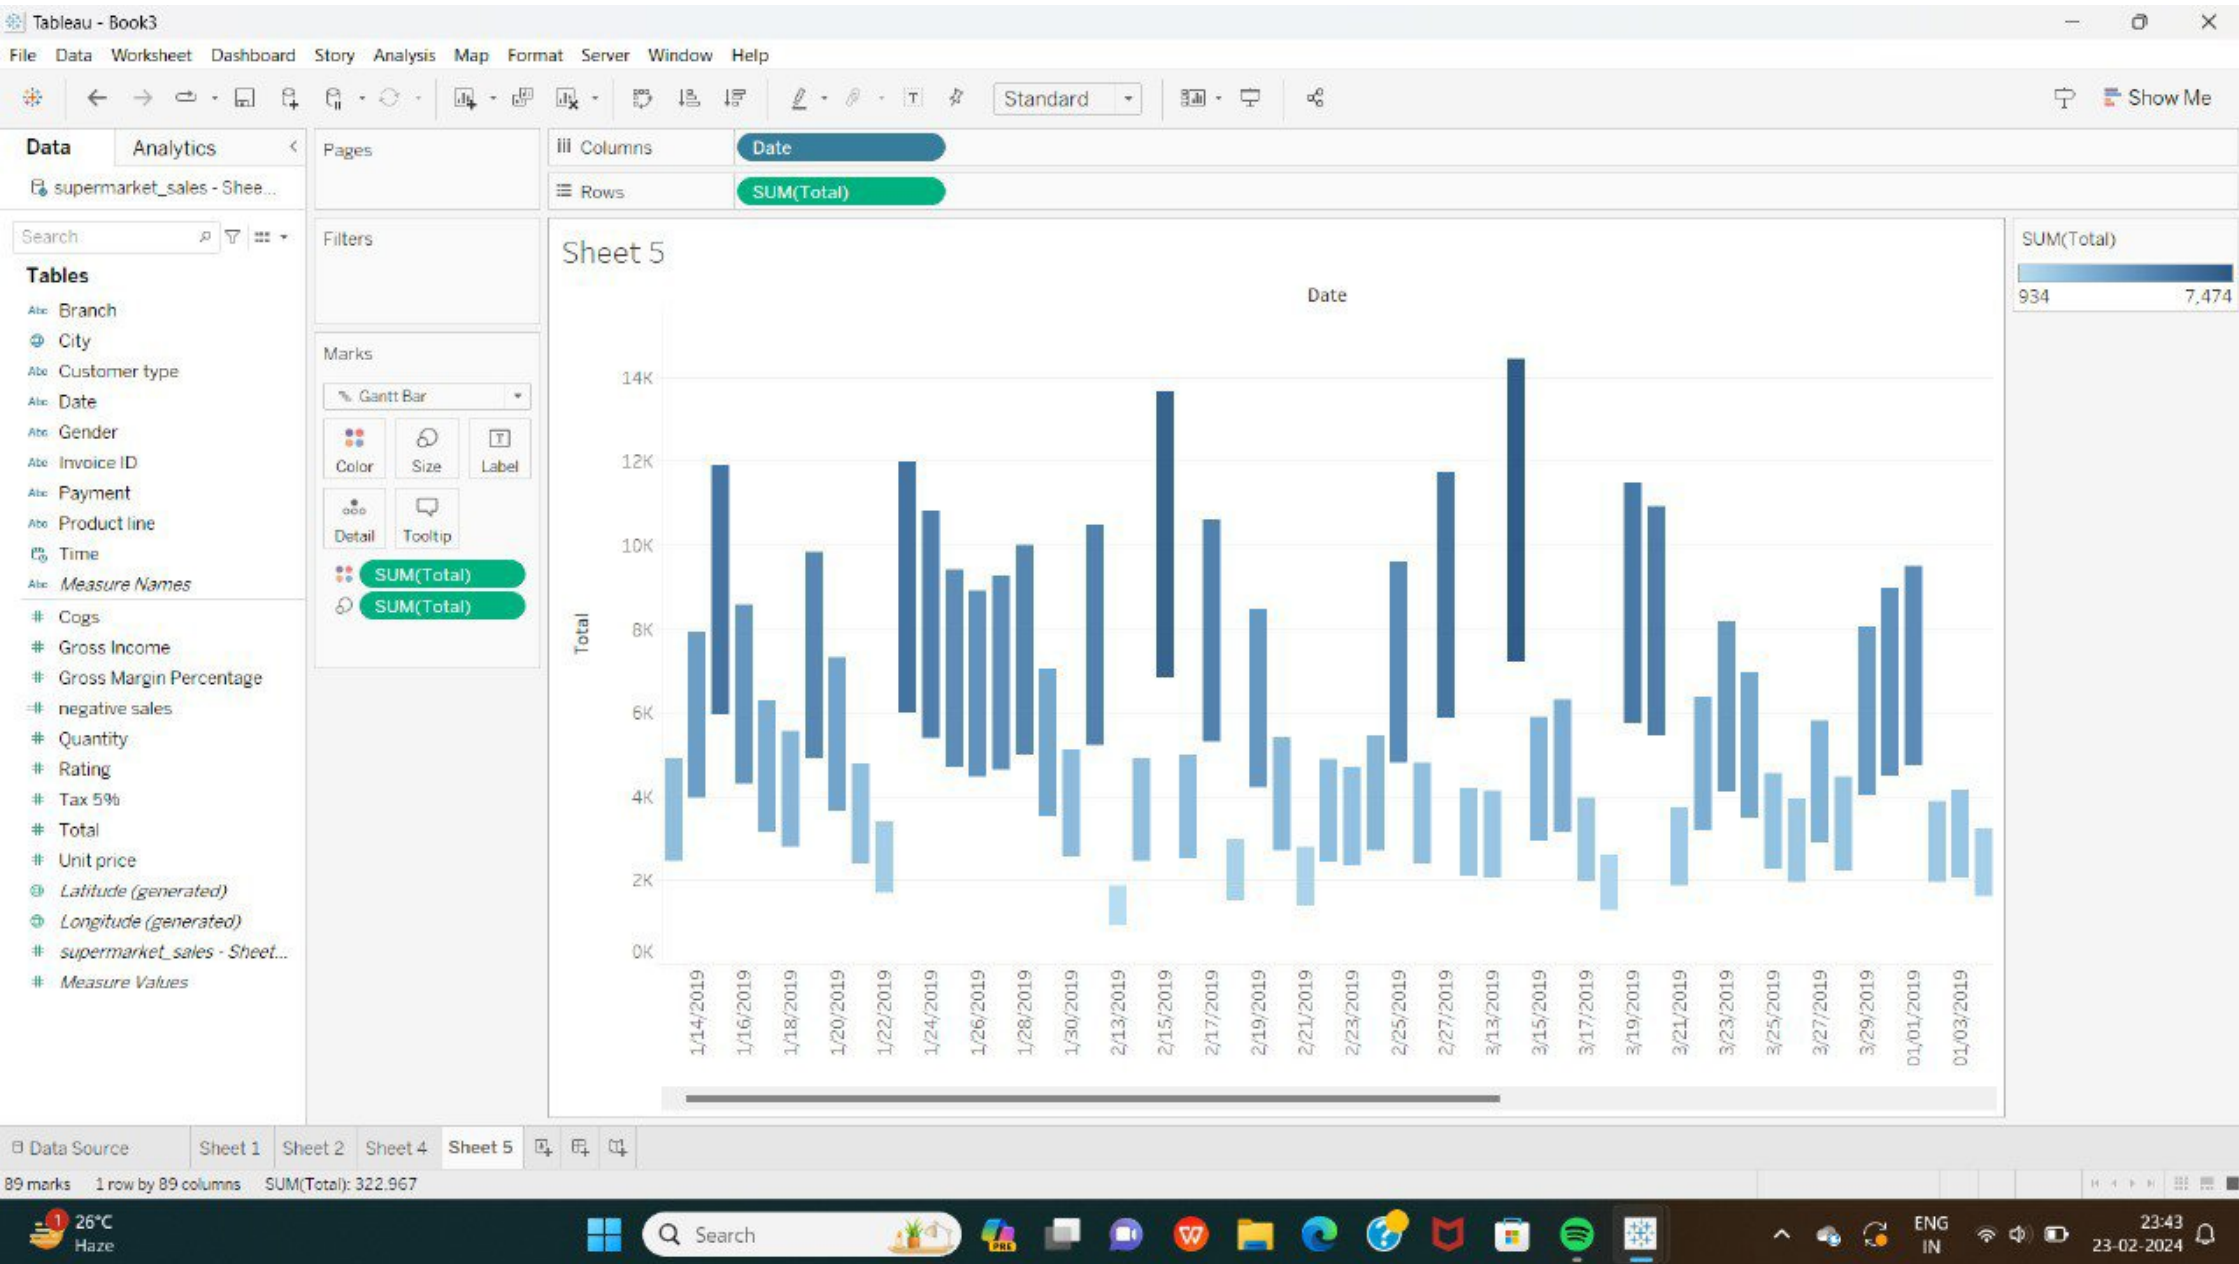 Tableau - Book3
File Data Worksheet Dashboard Story Analysis Map Format Server Window Help
Standard
Show Me
Data Analytics
supermarket_sales - Shee...
Search
Tables
Abc Branch
City
Abc Customer type
Abc Date
Abc Gender
Abc Invoice ID
Abc Payment
Abc Product line
Time
Abc Measure Names
# Cogs
# Gross Income
# Gross Margin Percentage
=# negative sales
# Quantity
# Rating
# Tax 5%
# Total
# Unit price
Latitude (generated)
Longitude (generated)
# supermarket_sales - Sheet...
# Measure Values
Pages
Filters
Marks
Gantt Bar
Color Size Label
Detail Tooltip
SUM(Total)
SUM(Total)
iii Columns Date
Rows SUM(Total)
Sheet 5
Date
Total
14K
12K
10K
8K
6K
4K
2K
0K
1/14/2019
1/16/2019
1/18/2019
1/20/2019
1/22/2019
1/24/2019
1/26/2019
1/28/2019
1/30/2019
2/13/2019
2/15/2019
2/17/2019
2/19/2019
2/21/2019
2/23/2019
2/25/2019
2/27/2019
3/13/2019
3/15/2019
3/17/2019
3/19/2019
3/21/2019
3/23/2019
3/25/2019
3/27/2019
3/29/2019
01/01/2019
01/03/2019
SUM(Total)
934 7,474
Data Source Sheet 1 Sheet 2 Sheet 4 Sheet 5
89 marks 1 row by 89 columns SUM(Total): 322.967
1
26°C
Haze
Search
PRE
ENG
IN
23:43
23-02-2024